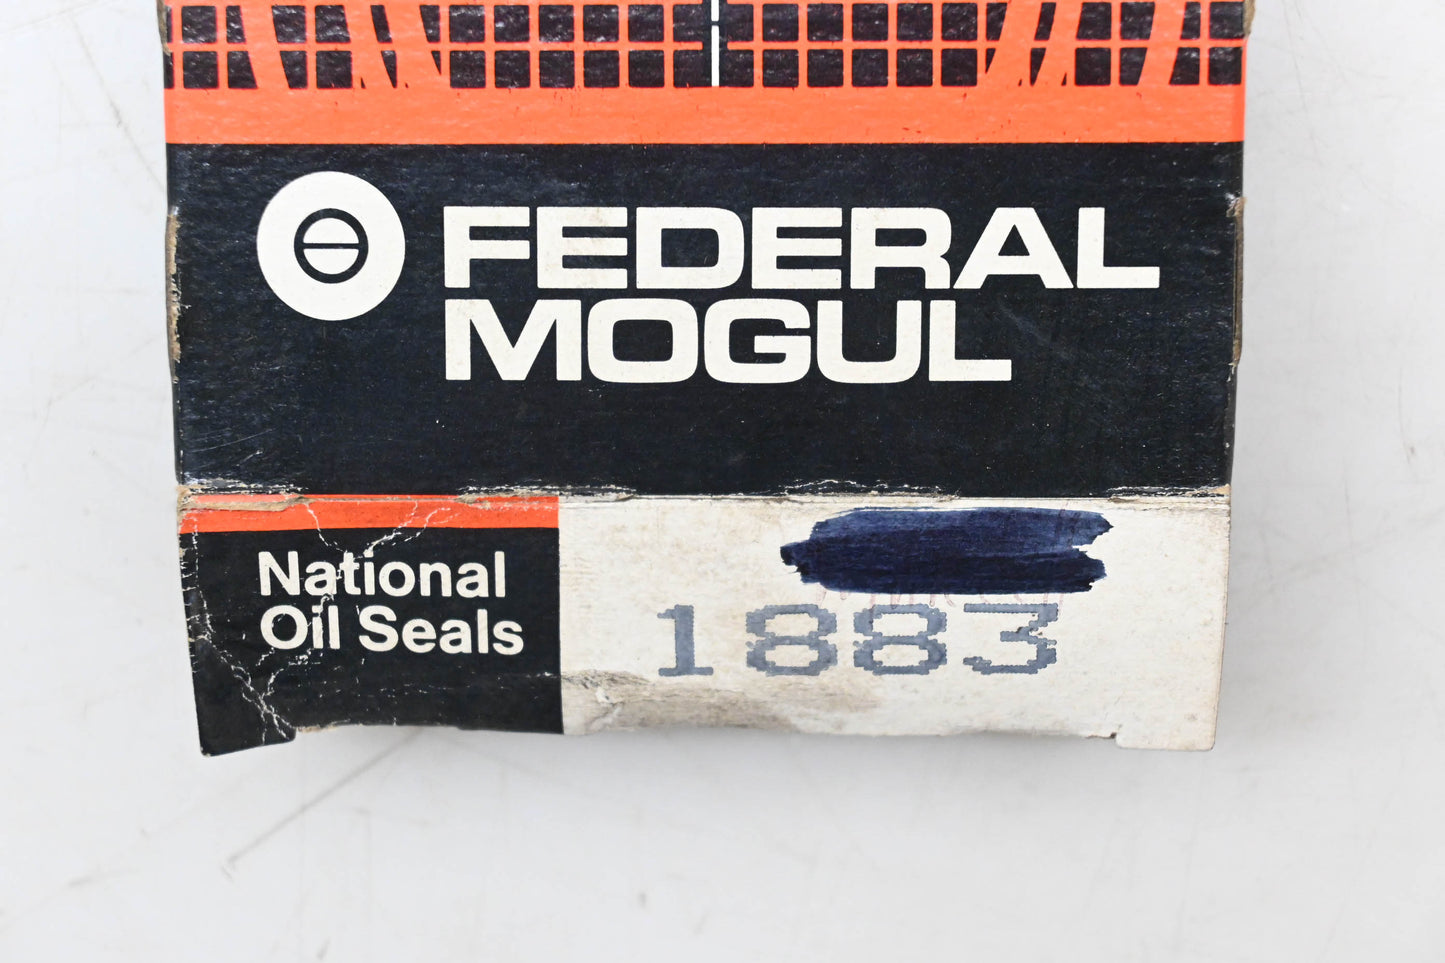 FEDERAL
MOGUL
National
Oil Seals
1883